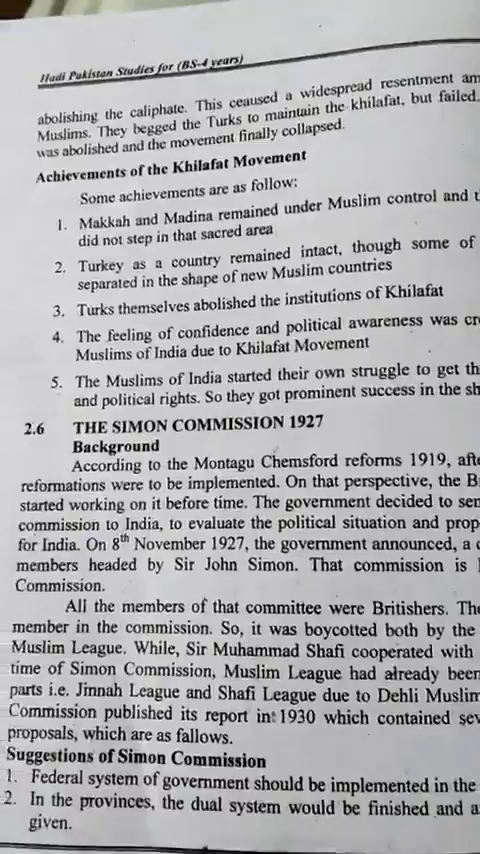 Hadi Pakistan Studies for (BS-4 years)
abolishing the caliphate. This ceaused a widespread resentment am
Muslims. They begged the Turks to maintain the khilafat, but failed.
was abolished and the movement finally collapsed.
Achievements of the Khilafat Movement
Some achievements are as follow:
1. Makkah and Madina remained under Muslim control and t
did not step in that sacred area
2. Turkey as a country remained intact, though some of
separated in the shape of new Muslim countries
3. Turks themselves abolished the institutions of Khilafat
4. The feeling of confidence and political awareness was cr
Muslims of India due to Khilafat Movement
5. The Muslims of India started their own struggle to get th
and political rights. So they got prominent success in the sh
2.6 THE SIMON COMMISSION 1927
Background
According to the Montagu Chemsford reforms 1919, afte
reformations were to be implemented. On that perspective, the B
started working on it before time. The government decided to sen
commission to India, to evaluate the political situation and prop
for India. On 8th November 1927, the government announced, a c
members headed by Sir John Simon. That commission is
Commission.
All the members of that committee were Britishers. The
member in the commission. So, it was boycotted both by the
Muslim League. While, Sir Muhammad Shafi cooperated with
time of Simon Commission, Muslim League had already been
parts i.e. Jinnah League and Shafi League due to Dehli Muslim
Commission published its report in 1930 which contained sev
proposals, which are as fallows.
Suggestions of Simon Commission
1. Federal system of government should be implemented in the
2. In the provinces, the dual system would be finished and a
given.